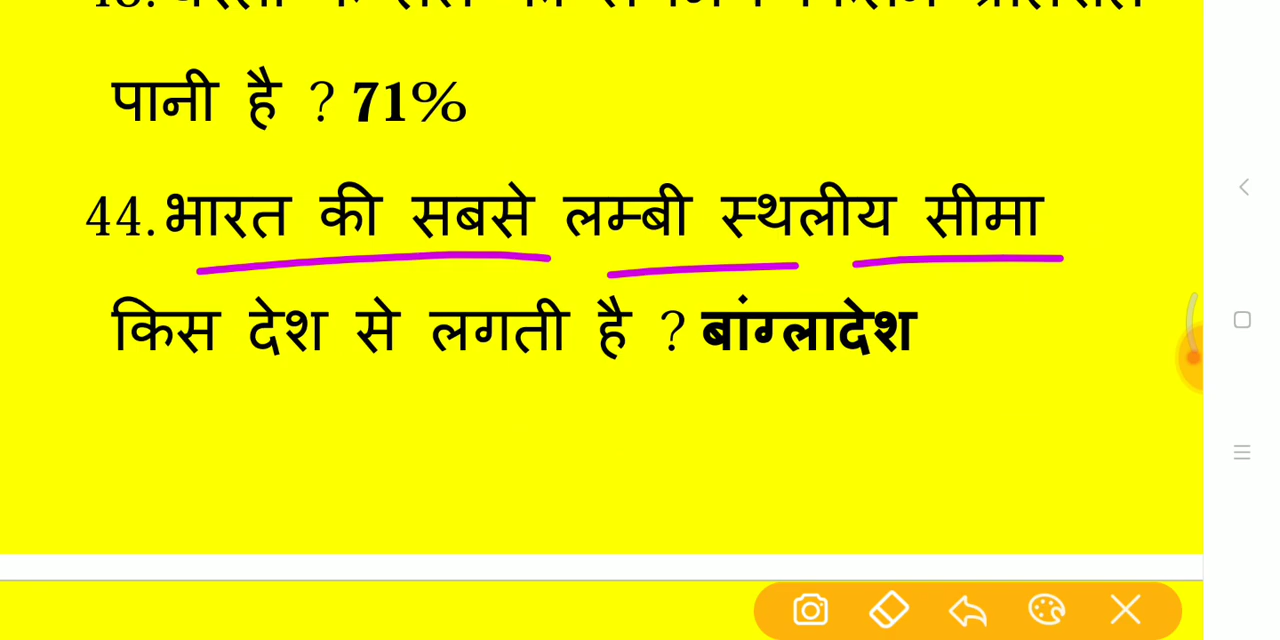 पानी है ? 71%
44. भारत की सबसे लम्बी स्थलीय सीमा
किस देश से लगती है ? बांग्लादेश